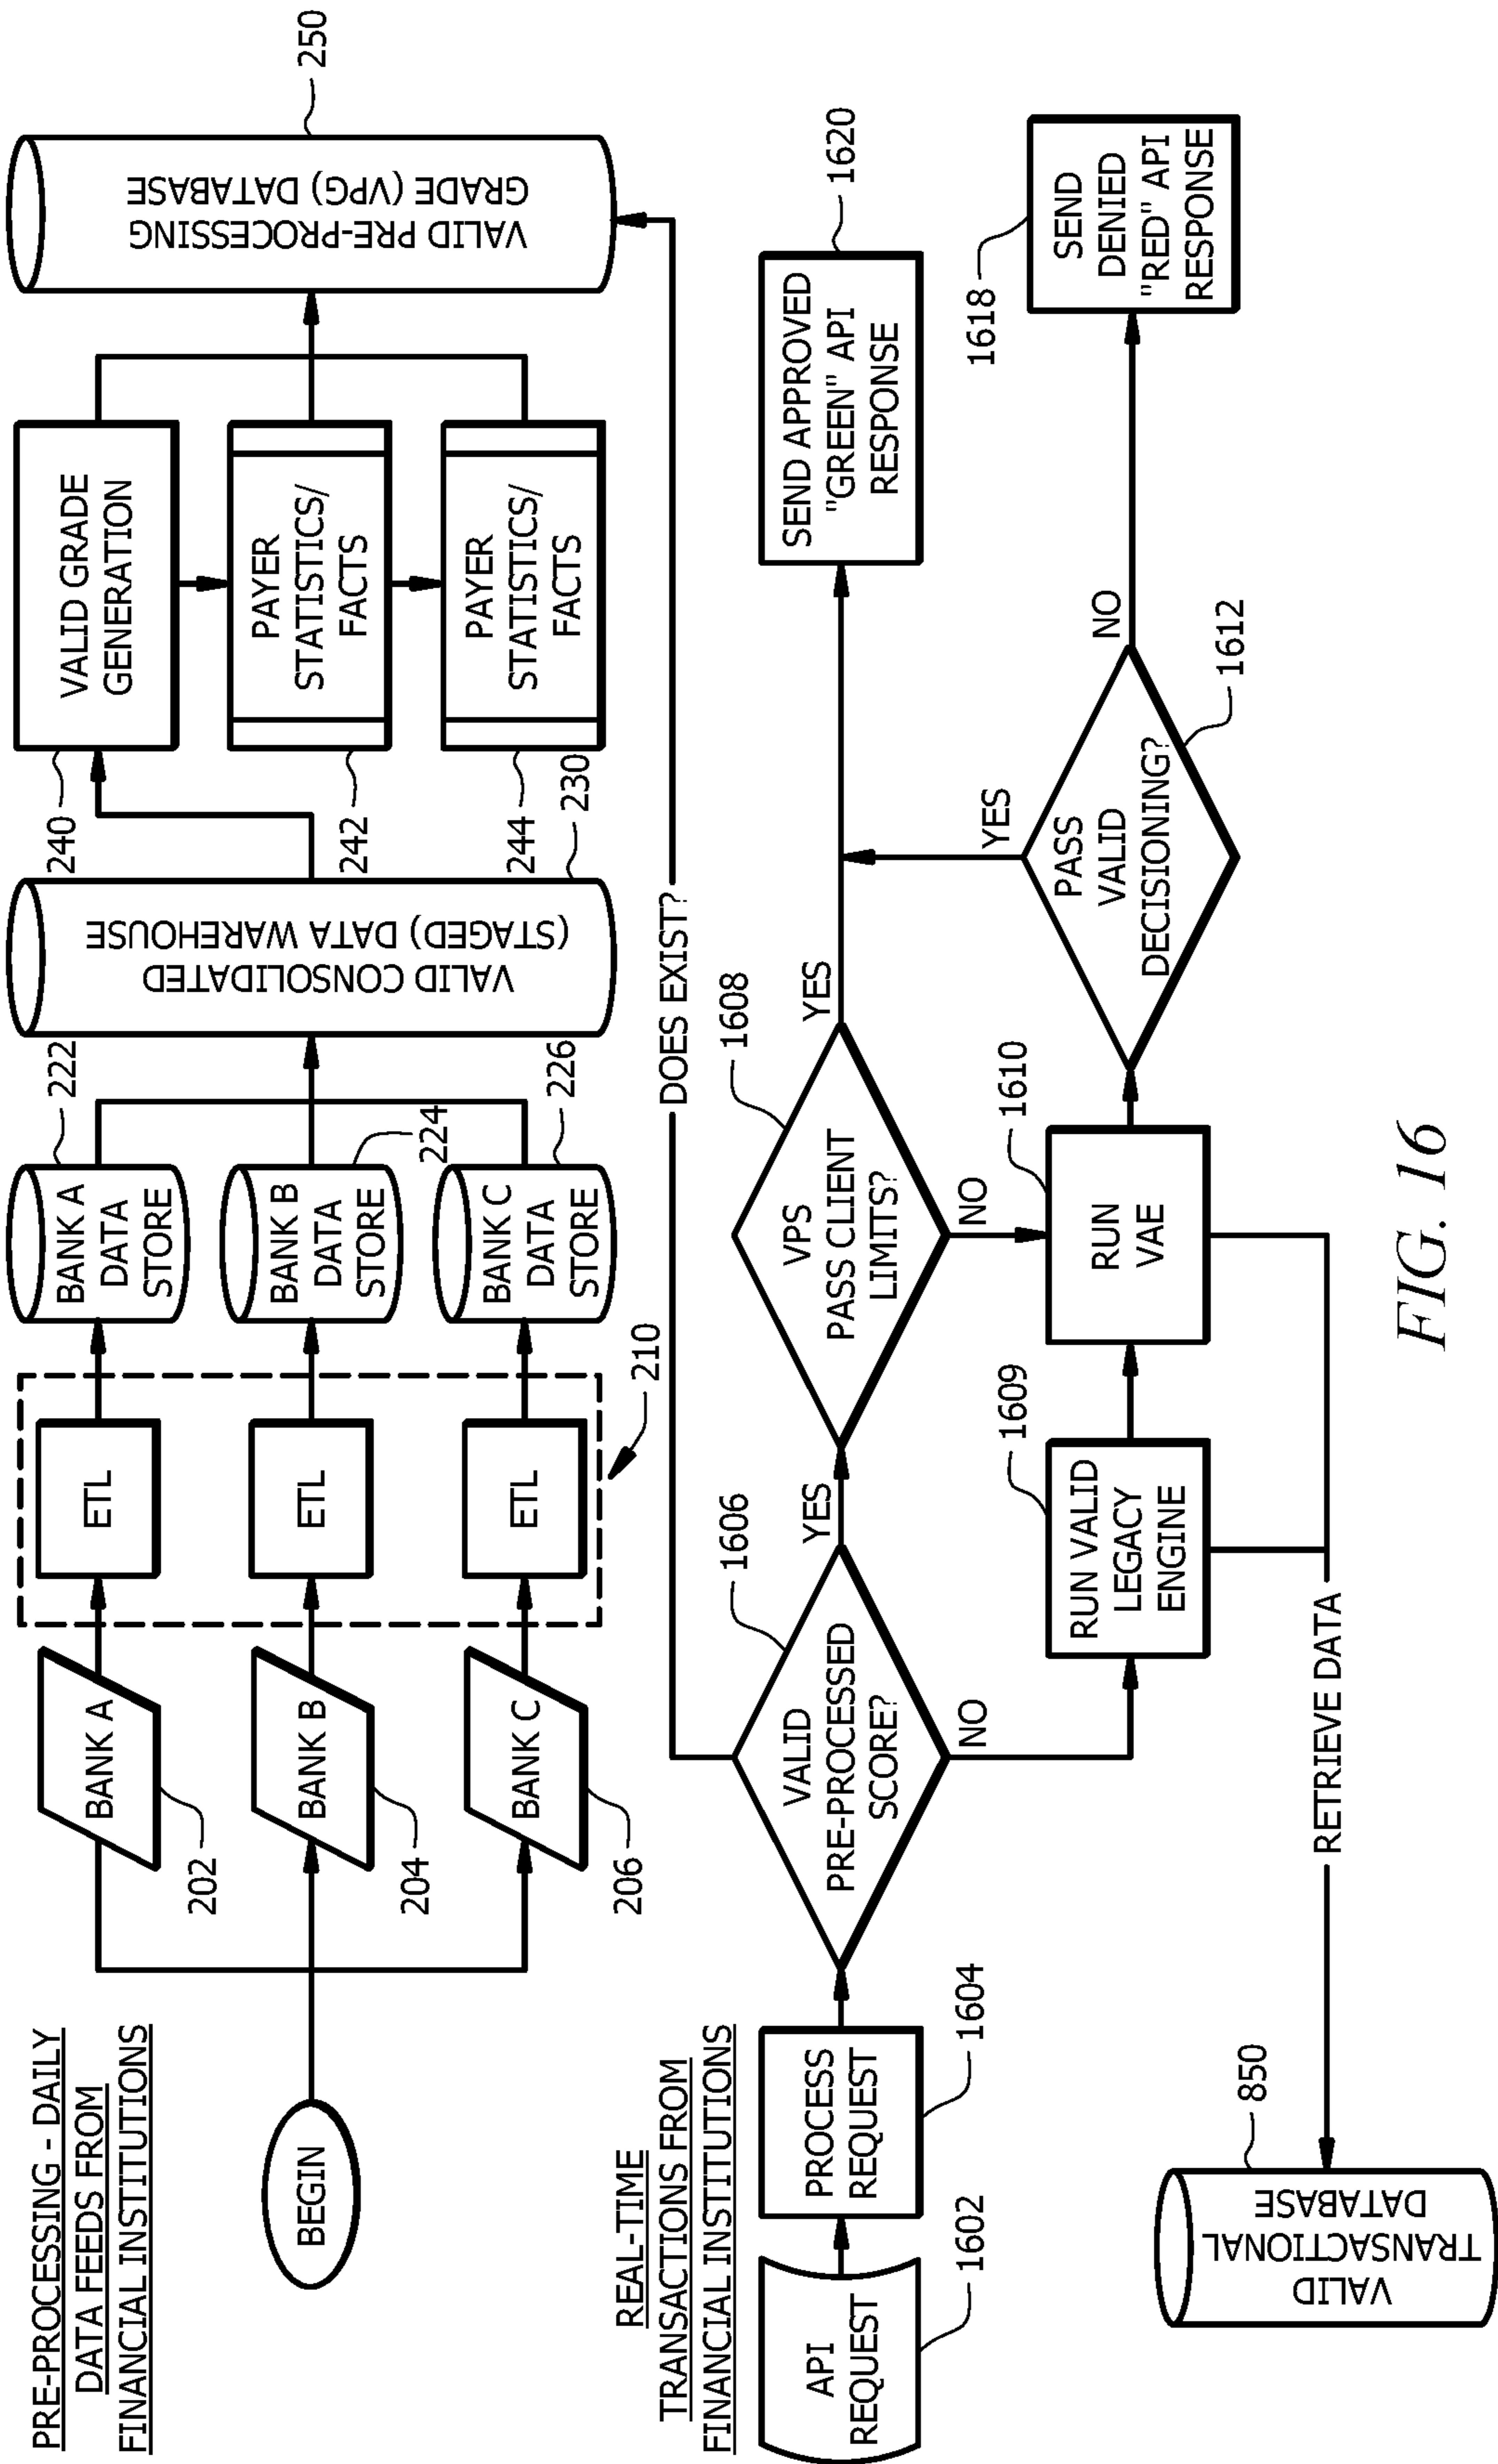 PRE-PROCESSING - DAILY
DATA FEEDS FROM
FINANCIAL INSTITUTIONS
BEGIN
BANK A
202
BANK B
204
BANK C
206
ETL
ETL
ETL
210
BANK A
DATA
STORE
222
BANK B
DATA
STORE
224
BANK C
DATA
STORE
226
VALID CONSOLIDATED
(STAGED) DATA WAREHOUSE
230
VALID GRADE
GENERATION
240
PAYER
STATISTICS/
FACTS
242
PAYER
STATISTICS/
FACTS
244
VALID PRE-PROCESSING
GRADE (VPG) DATABASE
250
DOES EXIST?
REAL-TIME
TRANSACTIONS FROM
FINANCIAL INSTITUTIONS
API
REQUEST
1602
PROCESS
REQUEST
1604
VALID
PRE-PROCESSED
SCORE?
1606
YES
NO
VPS
PASS CLIENT
LIMITS?
1608
YES
NO
SEND APPROVED
"GREEN" API
RESPONSE
1620
RUN VALID
LEGACY
ENGINE
1609
RUN
VAE
1610
PASS
VALID
DECISIONING?
1612
YES
NO
SEND
DENIED
"RED" API
RESPONSE
1618
RETRIEVE DATA
VALID
TRANSACTIONAL
DATABASE
850
FIG. 16